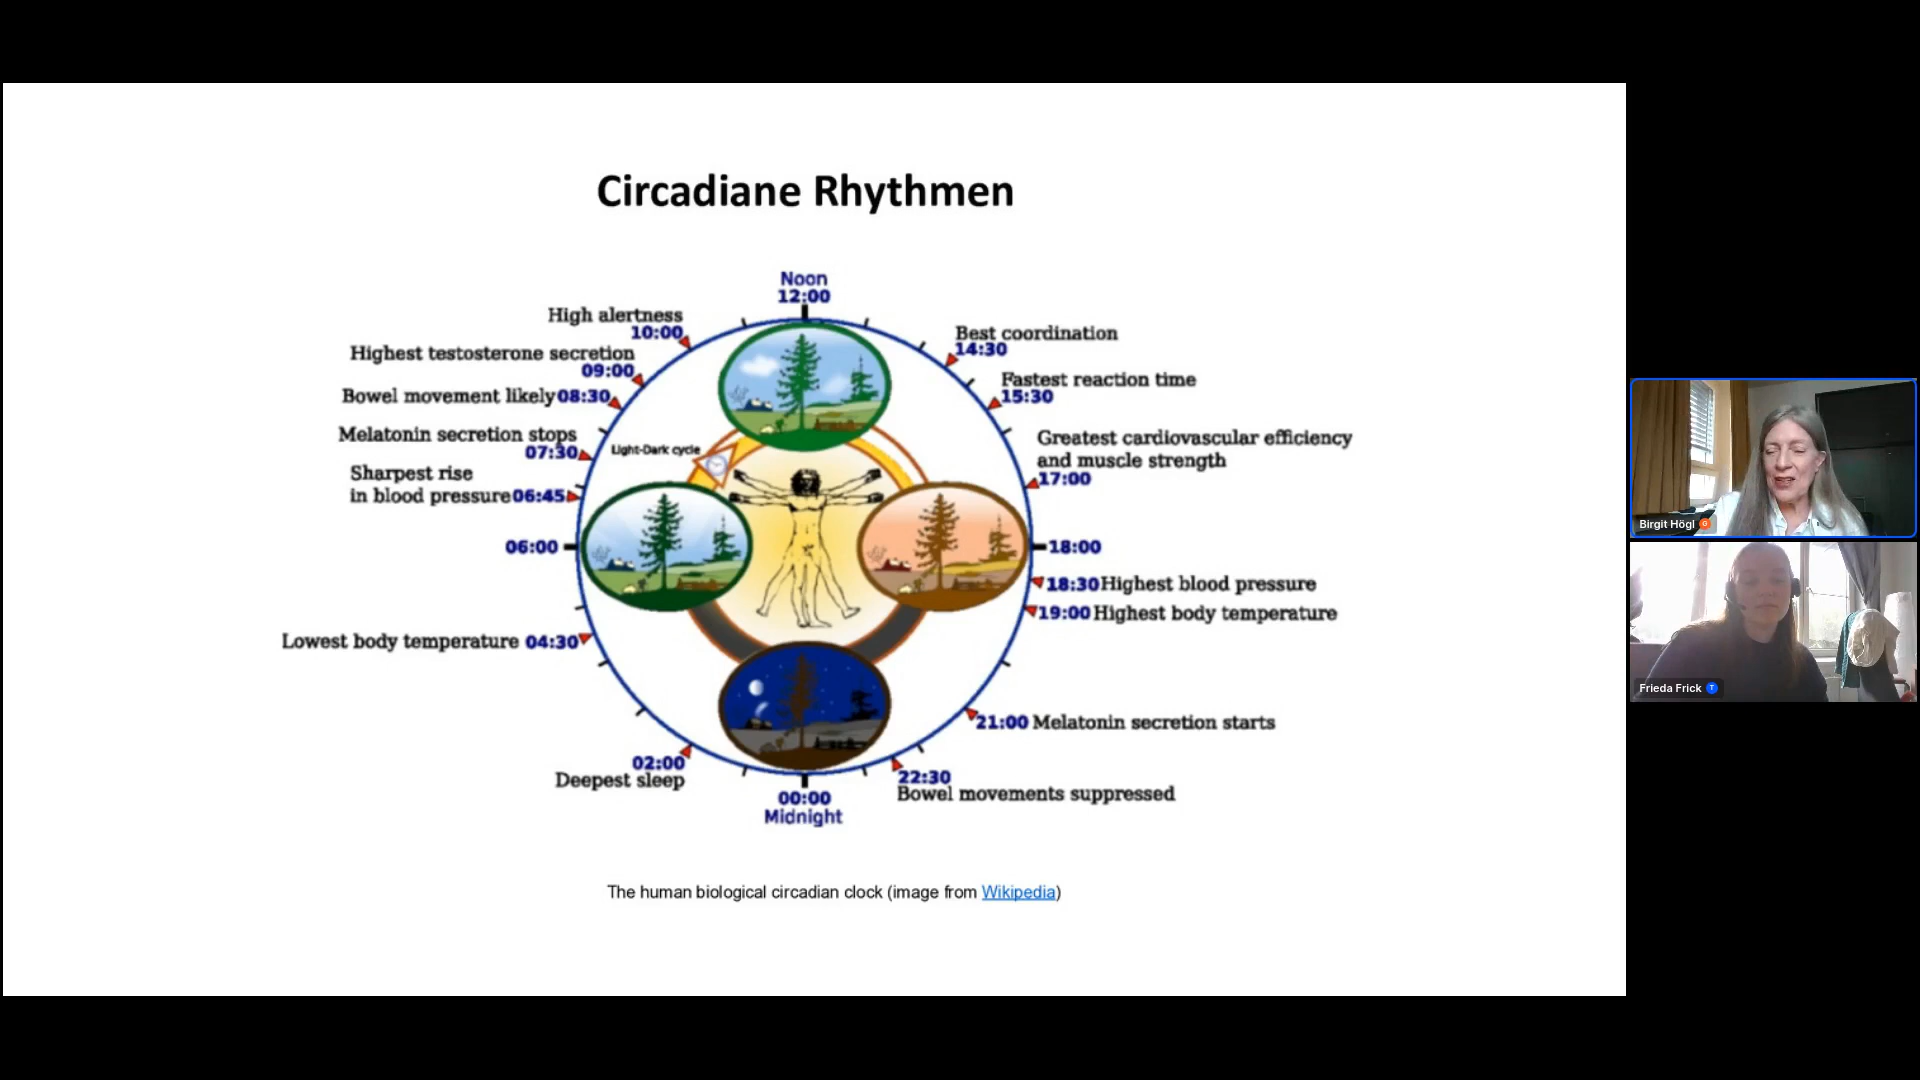 Circadiane Rhythmen
Noon
12:00
High alertness
10:00
Highest testosterone secretion
09:00
Bowel movement likely 08:30
Melatonin secretion stops
07:30
Sharpest rise
in blood pressure 06:45
06:00
Lowest body temperature 04:30
02:00
Deepest sleep
00:00
Midnight
Light-Dark cycle
Best coordination
14:30
Fastest reaction time
15:30
Greatest cardiovascular efficiency
and muscle strength
17:00
18:00
18:30 Highest blood pressure
19:00 Highest body temperature
21:00 Melatonin secretion starts
22:30
Bowel movements suppressed
The human biological circadian clock (image from Wikipedia)
Birgit Högl G
Frieda Frick T